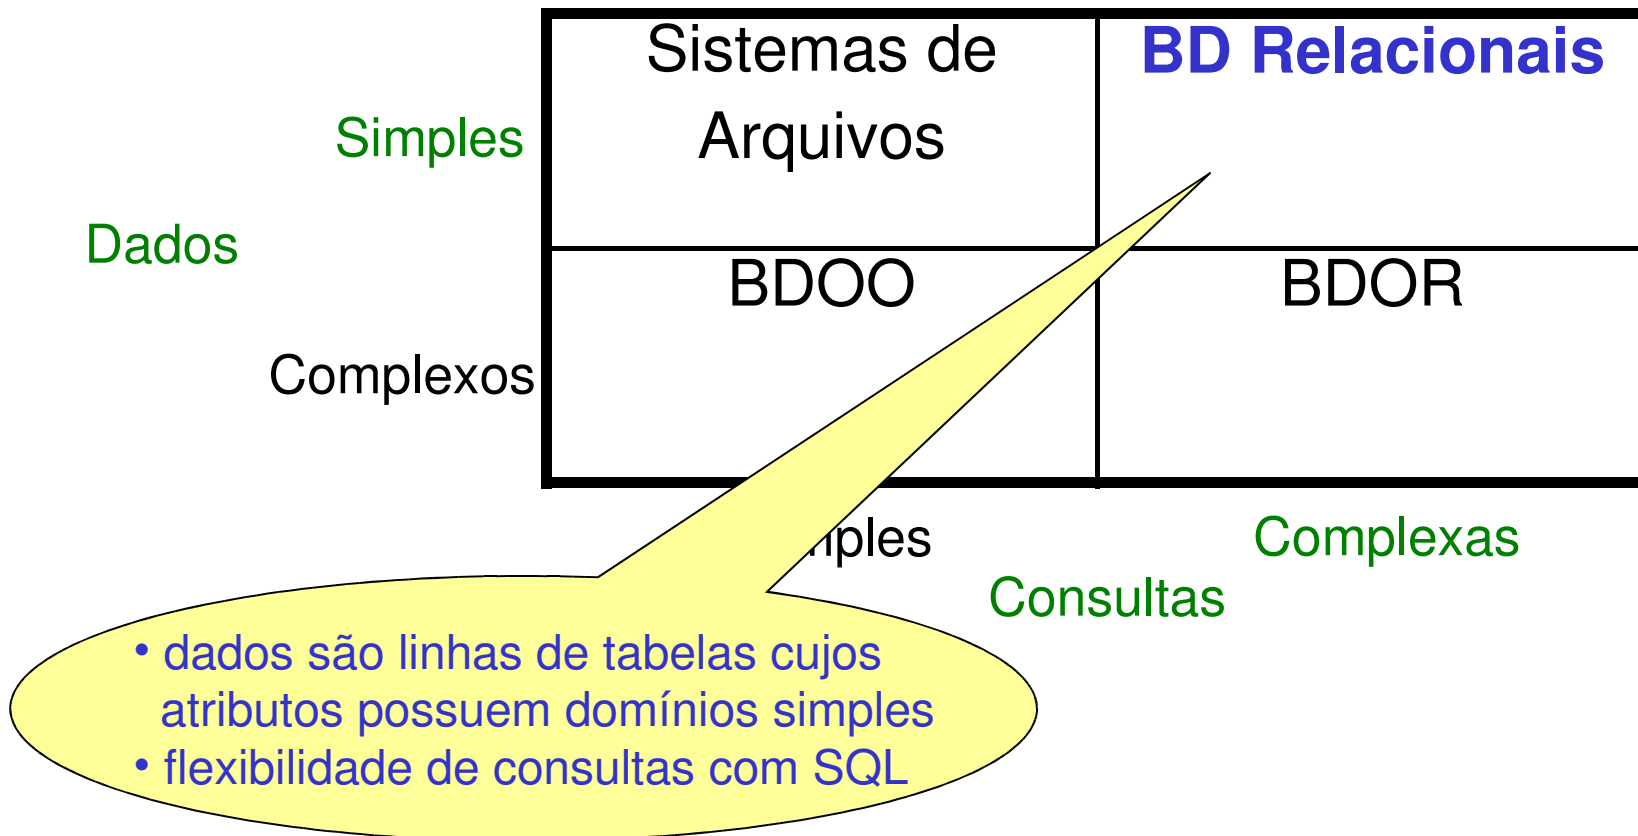 Sistemas de
Arquivos
BD Relacionais
Simples
Dados
BDOO
BDOR
Complexos
Complexas
Consultas
• dados são linhas de tabelas cujos
atributos possuem domínios simples
• flexibilidade de consultas com SQL